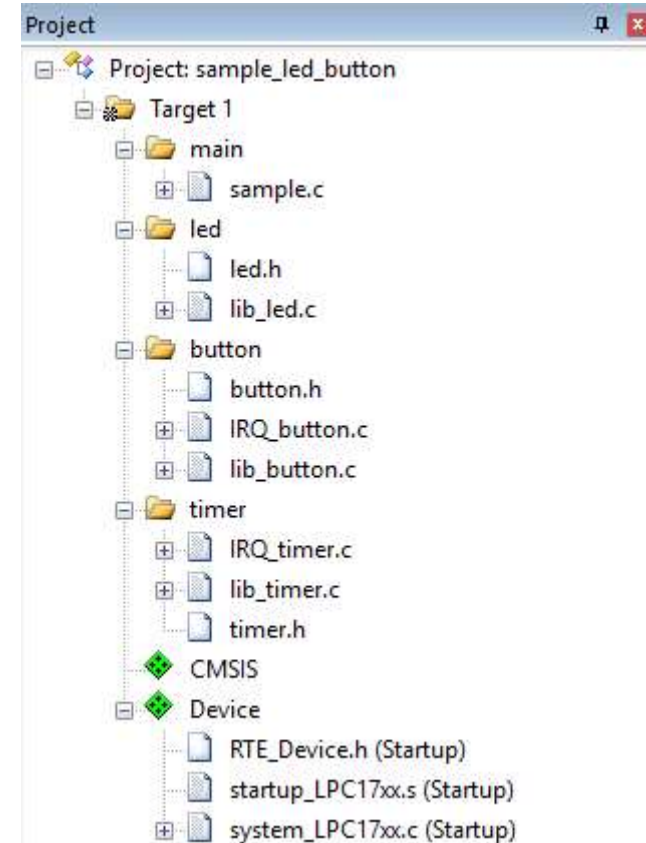 Project
Project: sample_led_button
Target 1
main
sample.c
led
led.h
lib_led.c
button
button.h
IRQ_button.c
lib_button.c
timer
IRQ_timer.c
lib_timer.c
timer.h
CMSIS
Device
RTE_Device.h (Startup)
startup_LPC17xx.s (Startup)
system_LPC17xx.c (Startup)